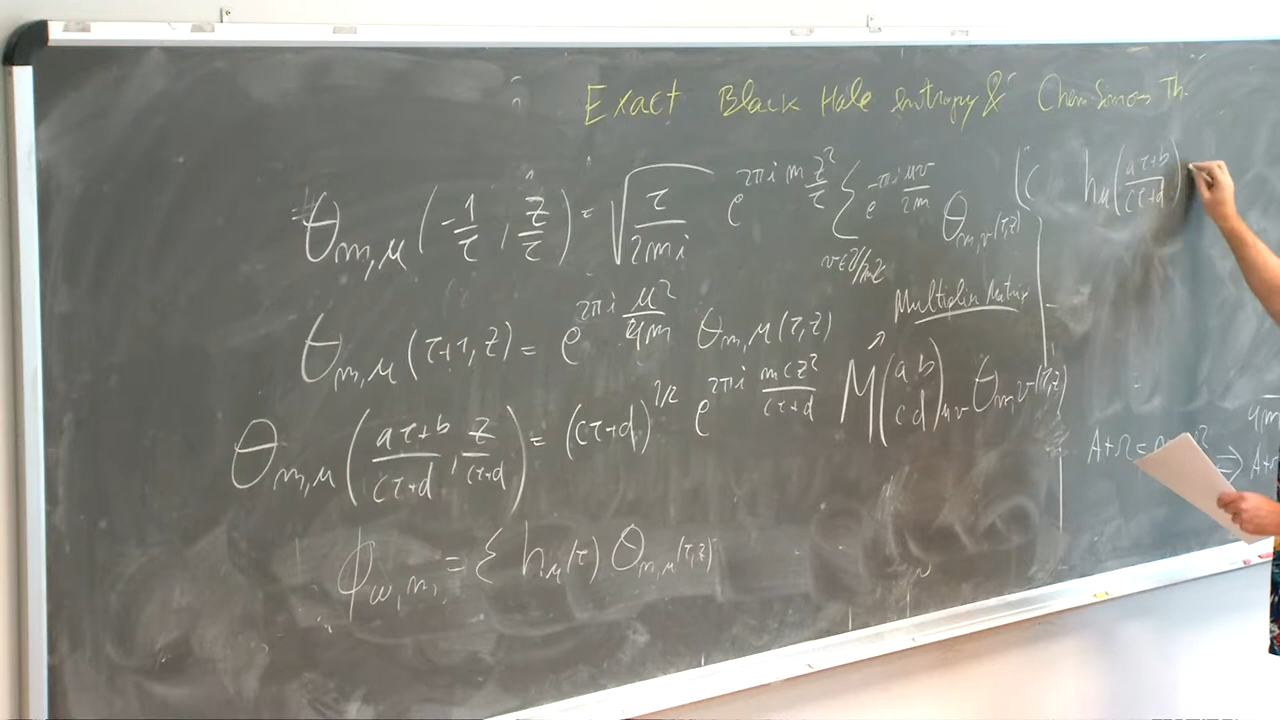 Exact Black Hole entropy & Chern Simons Th.
θ_{m,μ}(-1/τ, z/τ) = √(τ/2mi) e^{2πi m z²/τ} Σ_{ν∈Z/2mZ} e^{-πi μν/2m} θ_{m,ν}(τ,z)
θ_{m,μ}(τ+1, z) = e^{2πi μ²/4m} θ_{m,μ}(τ,z)
Multiplier Matrix
θ_{m,μ}((aτ+b)/(cτ+d), z/(cτ+d)) = (cτ+d)^{1/2} e^{2πi mcz²/(cτ+d)} M(a b c d)_{μν} θ_{m,ν}(τ,z)
φ_{ω,m} = Σ h_μ(τ) θ_{m,μ}(τ,z)
h_μ((aτ+b)/(cτ+d))
4m